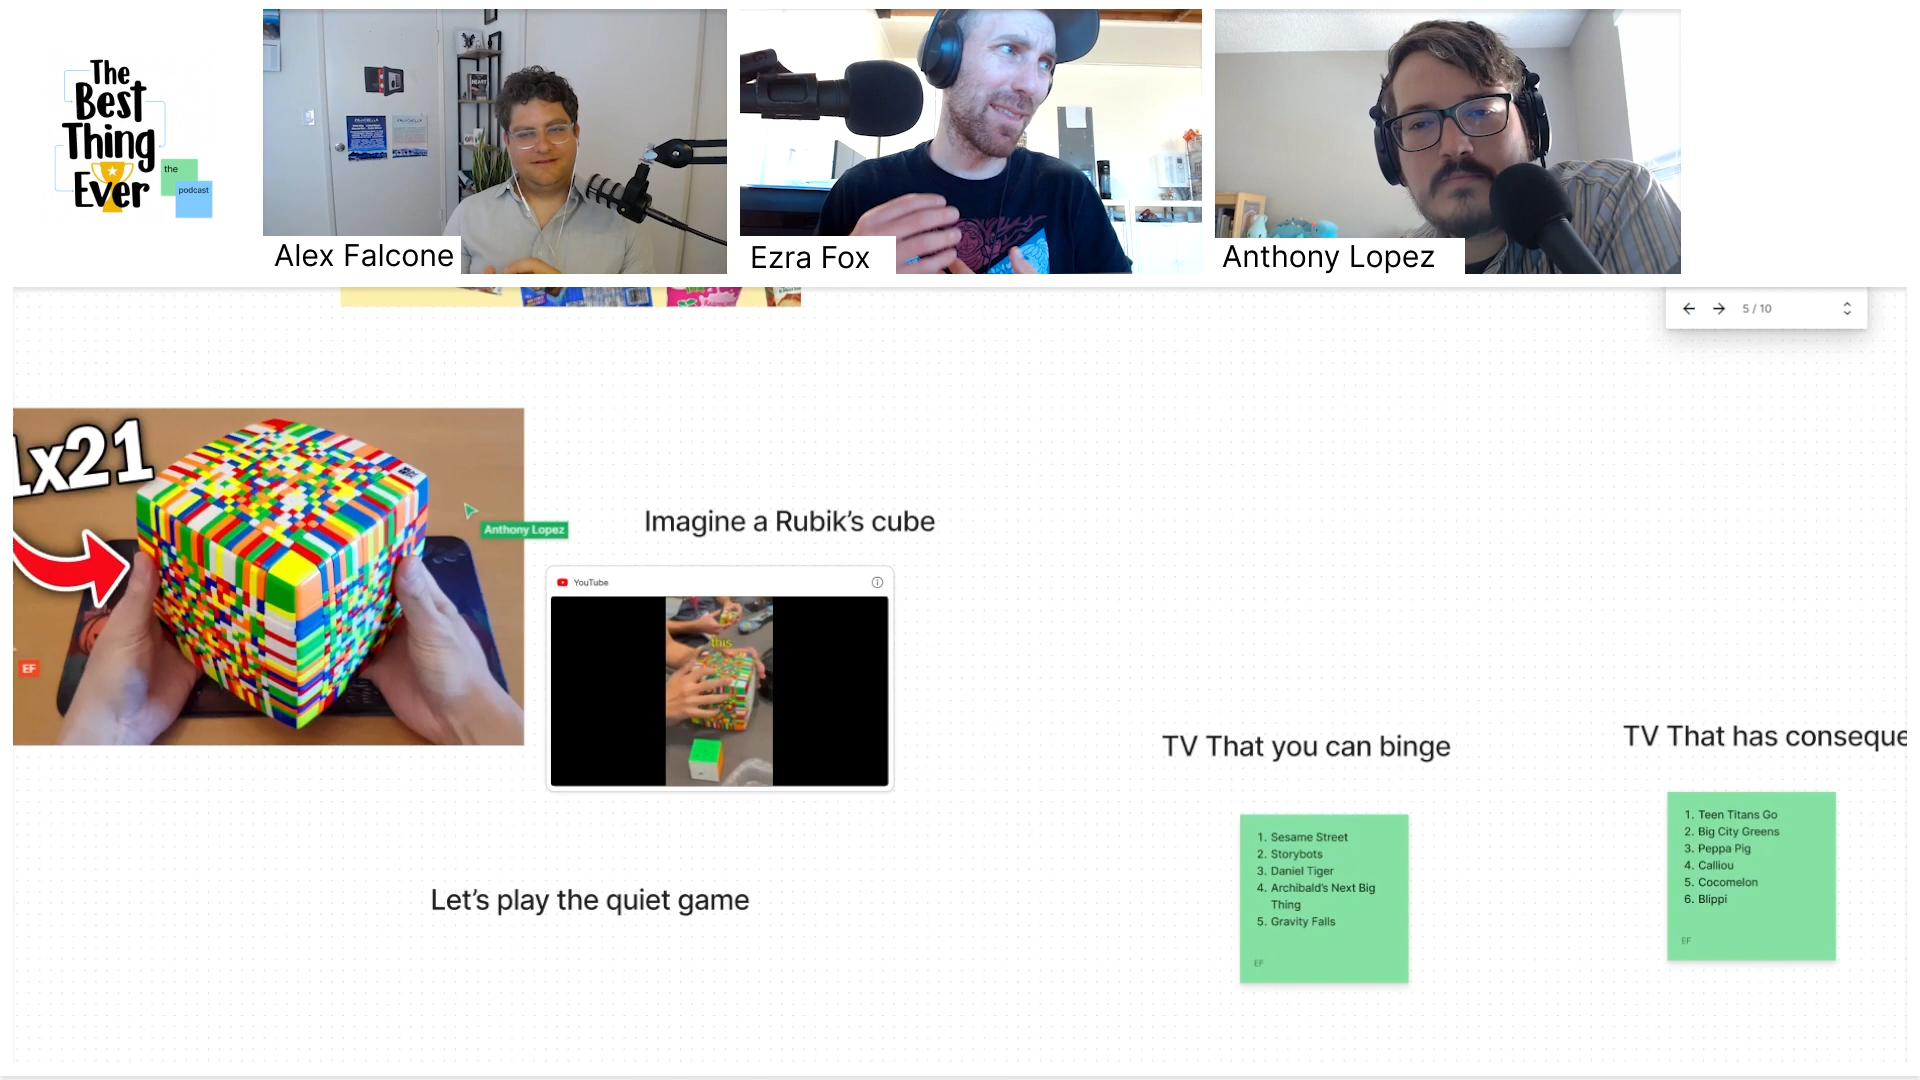 The
Best
Thing
Ever
the
podcast
Alex Falcone
Ezra Fox
Anthony Lopez
5 / 10
1x21
Anthony Lopez
EF
Imagine a Rubik's cube
YouTube
this
Let's play the quiet game
TV That you can binge
1. Sesame Street
2. Storybots
3. Daniel Tiger
4. Archibald's Next Big
Thing
5. Gravity Falls
EF
TV That has conseque
1. Teen Titans Go
2. Big City Greens
3. Peppa Pig
4. Calliou
5. Cocomelon
6. Blippi
EF